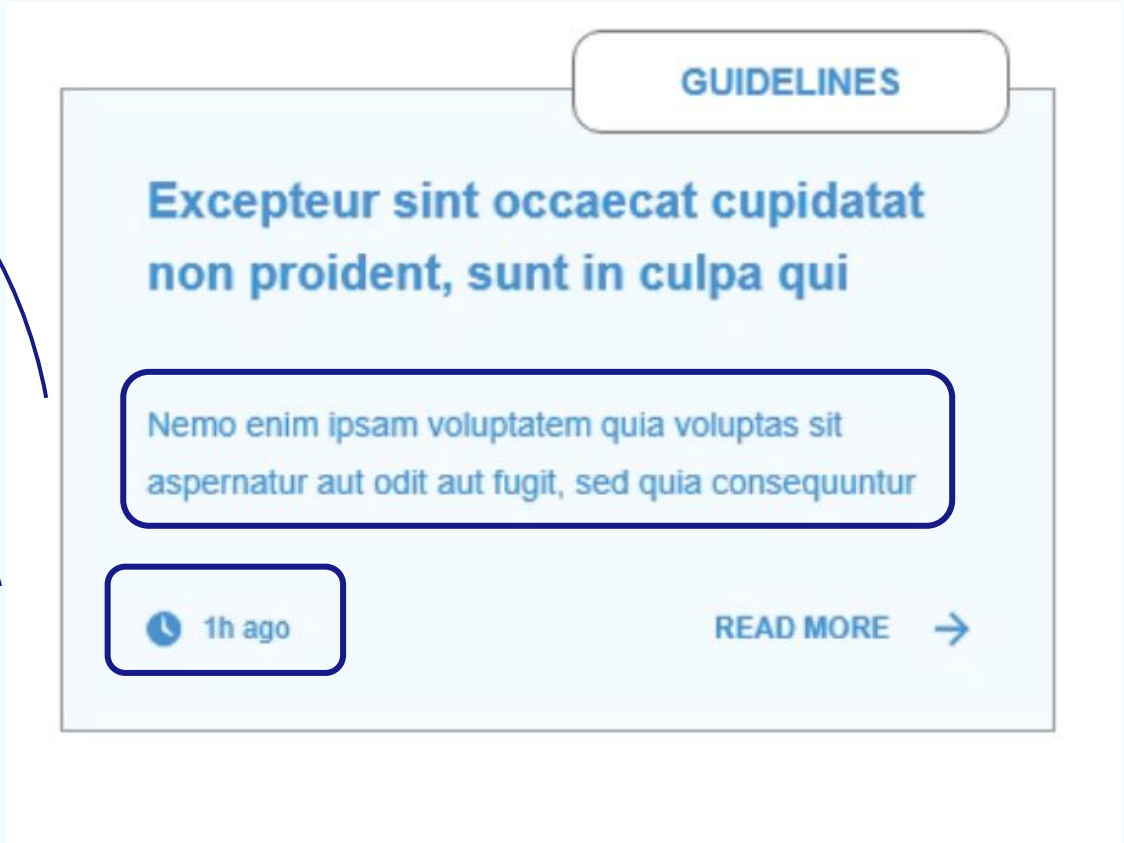 GUIDELINES
Excepteur sint occaecat cupidatat
non proident, sunt in culpa qui
Nemo enim ipsam voluptatem quia voluptas sit
aspernatur aut odit aut fugit, sed quia consequuntur
1h ago
READ MORE